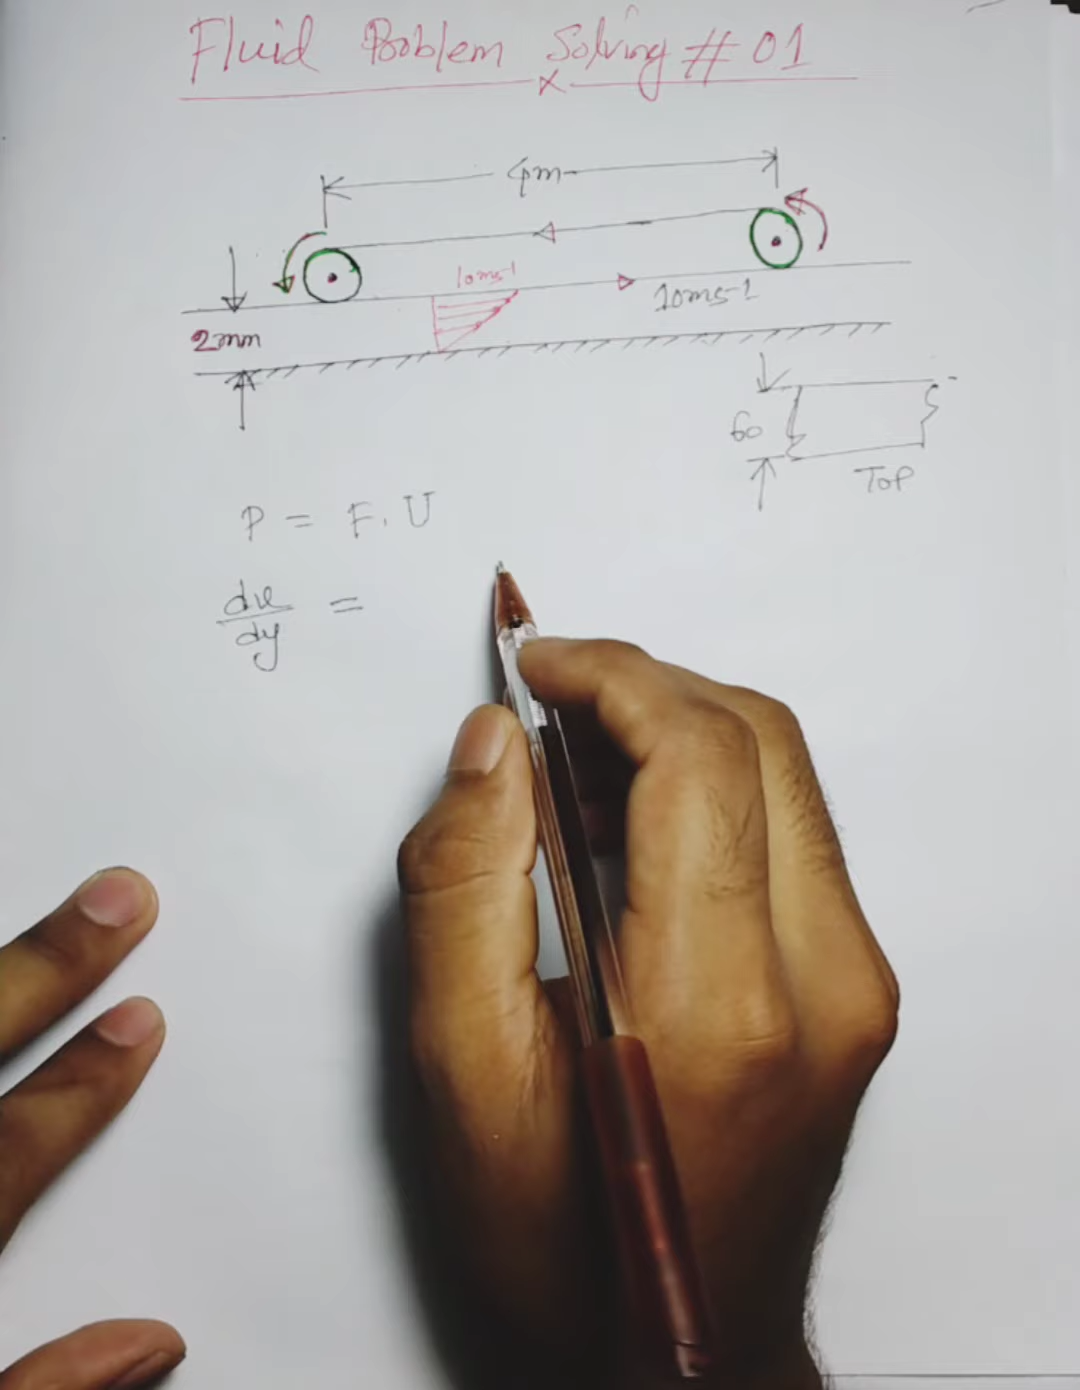 Fluid Problem Solving # 01
4m
10ms-1
10ms-1
2mm
60
TOP
P = F. U
du/dy =